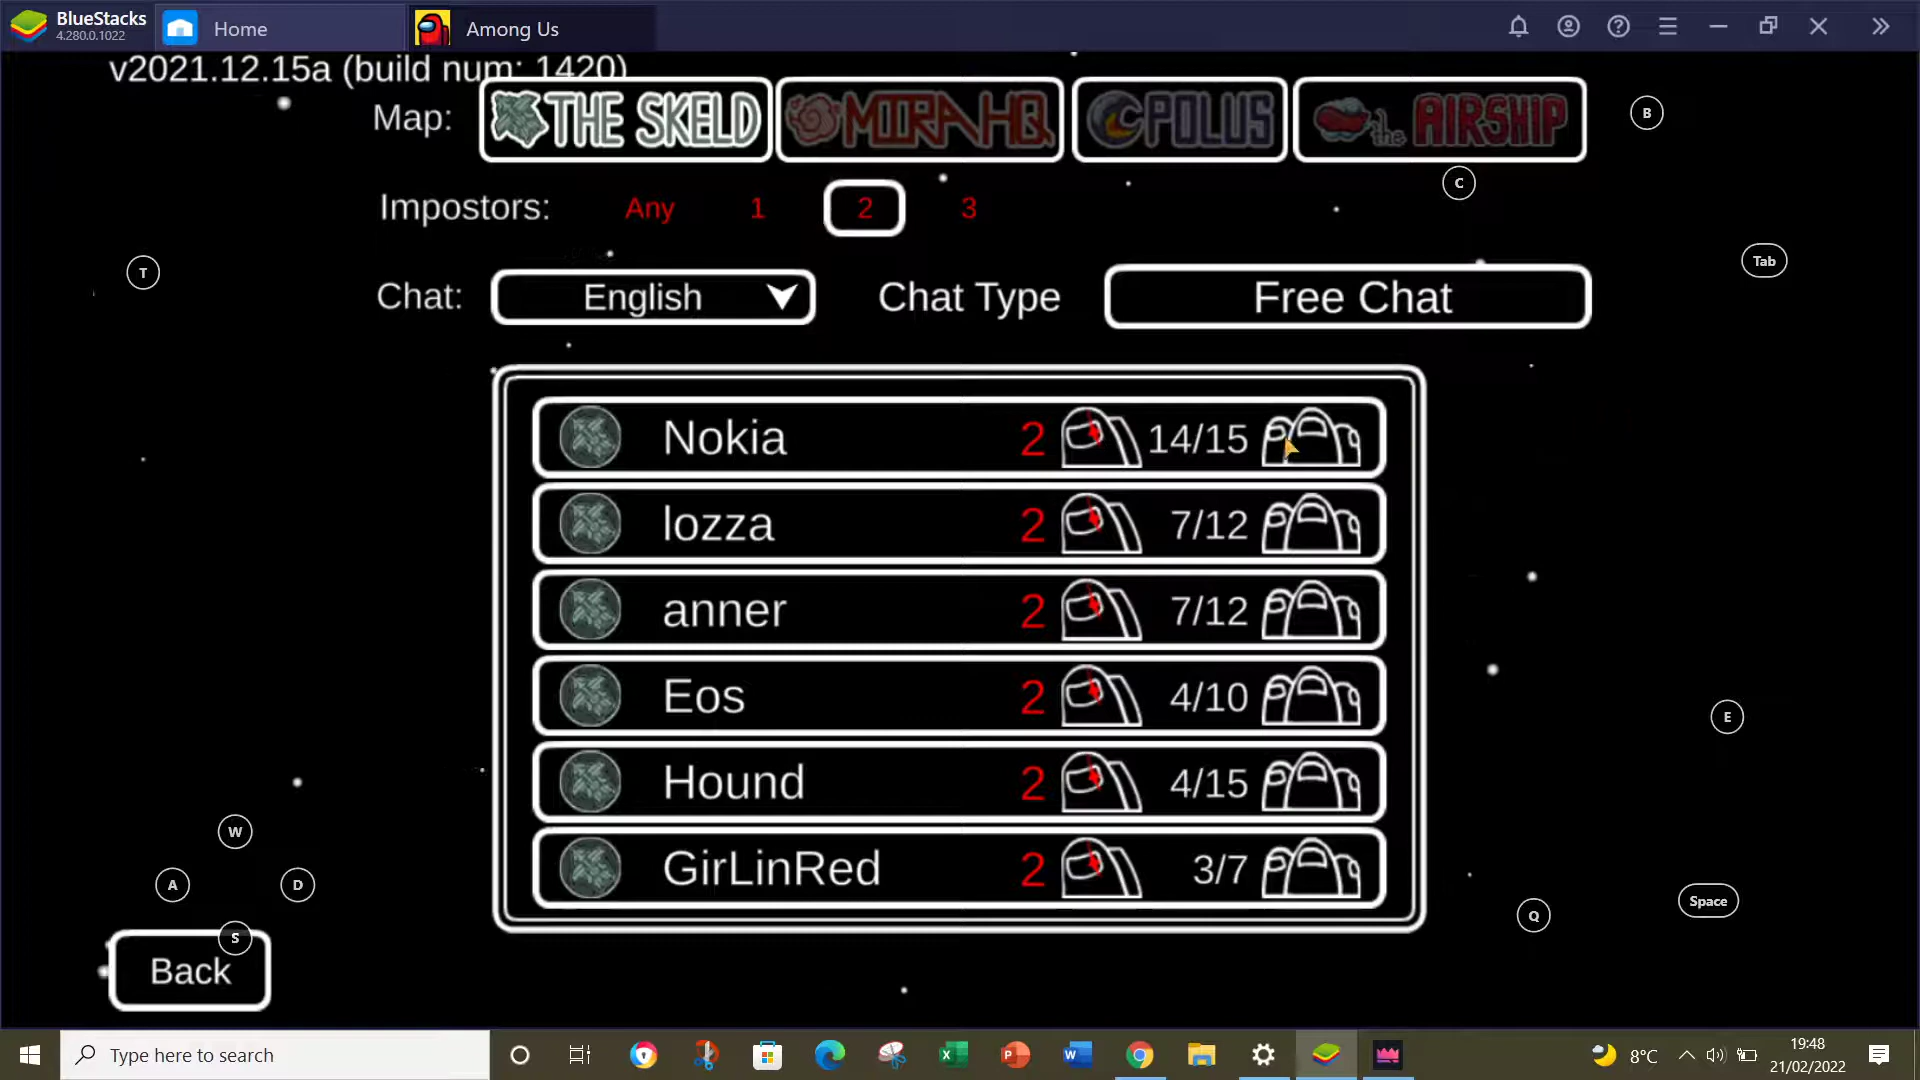 BlueStacks
4.280.0.1022
Home
Among Us
v2021.12.15a (build num: 1420)
Map:
THE SKELD
MIRA HQ
POLUS
the AIRSHIP
B
Impostors:
Any
1
2
3
C
T
Tab
Chat:
English
Chat Type
Free Chat
Nokia 2 14/15
lozza 2 7/12
anner 2 7/12
Eos 2 4/10
Hound 2 4/15
GirLinRed 2 3/7
E
W
A
D
S
Q
Space
Back
Type here to search
8°C
19:48
21/02/2022